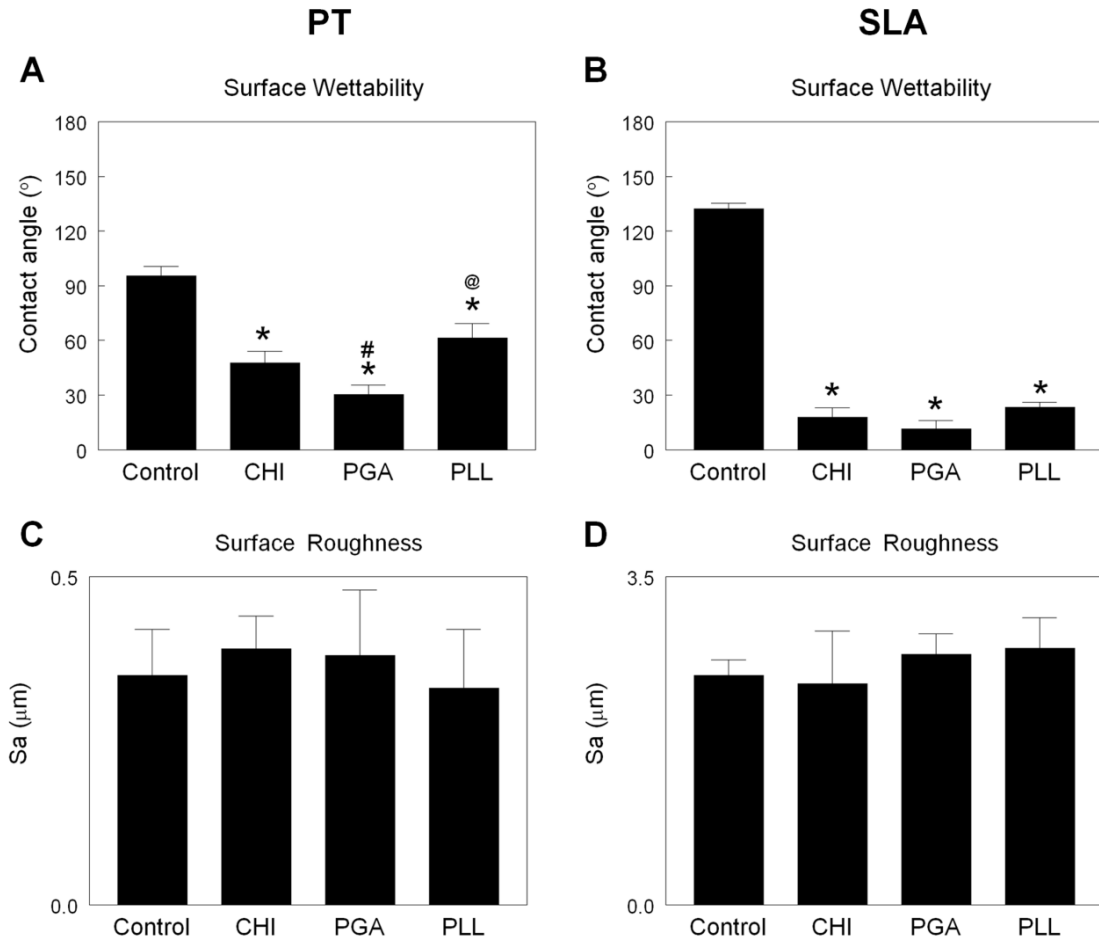 PT
SLA
A
Surface Wettability
Contact angle (°)
180
150
120
90
60
30
0
*
#
*
@
*
Control CHI PGA PLL
B
Surface Wettability
Contact angle (°)
180
150
120
90
60
30
0
*
*
*
Control CHI PGA PLL
C
Surface Roughness
Sa (μm)
0.5
0.0
Control CHI PGA PLL
D
Surface Roughness
Sa (μm)
3.5
0.0
Control CHI PGA PLL